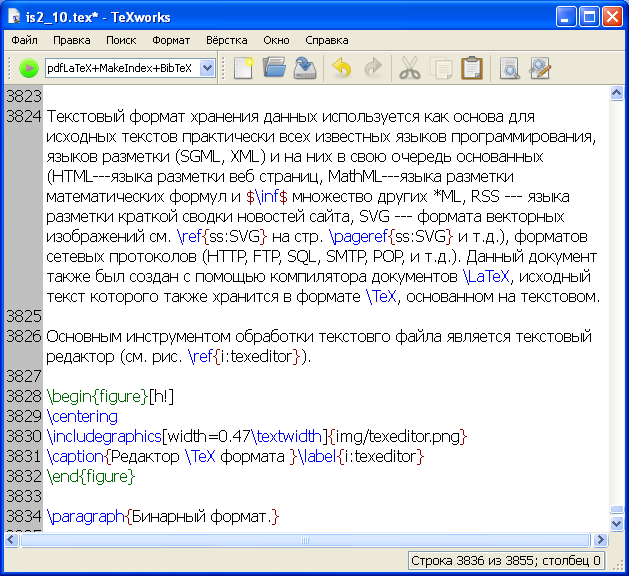 is2_10.tex* - TeXworks
Файл Правка Поиск Формат Вёрстка Окно Справка
pdfLaTeX+MakeIndex+BibTeX
3823
3824 Текстовый формат хранения данных используется как основа для
исходных текстов практически всех известных языков программирования,
языков разметки (SGML, XML) и на них в свою очередь основанных
(HTML---языка разметки веб страниц, MathML---языка разметки
математических формул и $\inf$ множество других *ML, RSS --- языка
разметки краткой сводки новостей сайта, SVG --- формата векторных
изображений см. \ref{ss:SVG} на стр. \pageref{ss:SVG} и т.д.), форматов
сетевых протоколов (HTTP, FTP, SQL, SMTP, POP, и т.д.). Данный документ
также был создан с помощью компилятора документов \LaTeX, исходный
текст которого также хранится в формате \TeX, основанном на текстовом.
3825
3826 Основным инструментом обработки текстовго файла является текстовый
редактор (см. рис. \ref{i:texeditor}).
3827
3828 \begin{figure}[h!]
3829 \centering
3830 \includegraphics[width=0.47\textwidth]{img/texeditor.png}
3831 \caption{Редактор \TeX формата }\label{i:texeditor}
3832 \end{figure}
3833
3834 \paragraph{Бинарный формат.}
Строка 3836 из 3855; столбец 0